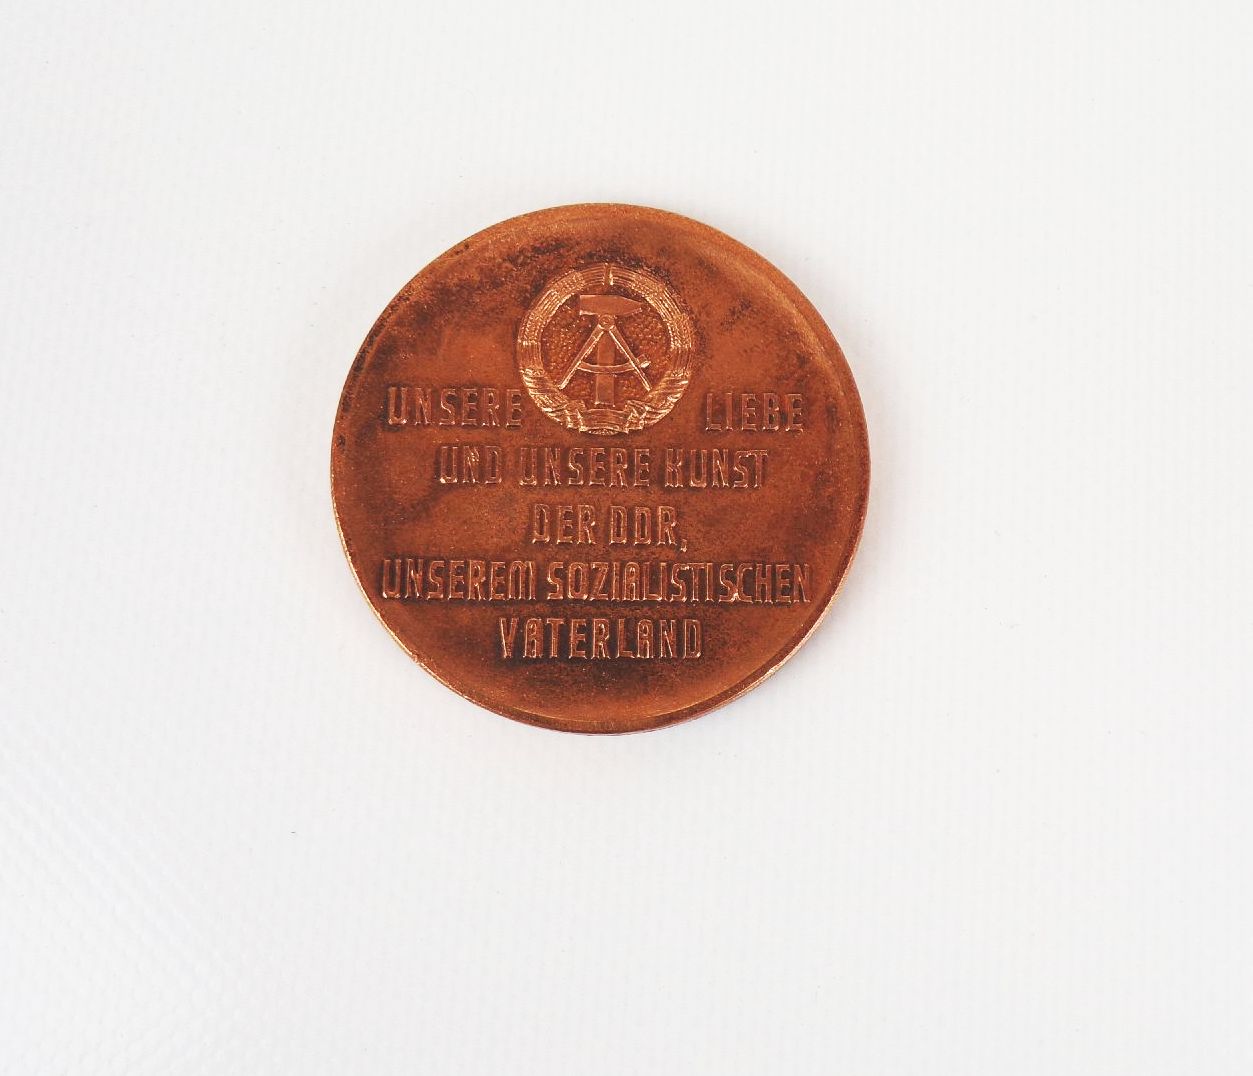 UNSERE LIEBE
UND UNSERE KUNST
DER DDR,
UNSEREM SOZIALISTISCHEN
VATERLAND